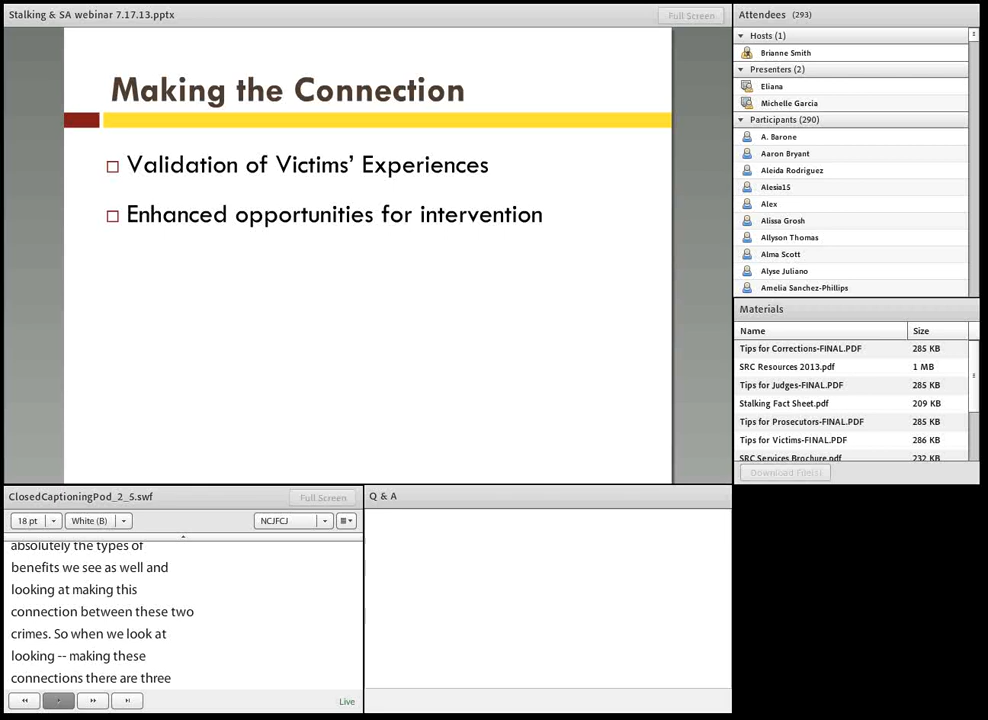 Stalking & SA webinar 7.17.13.pptx
Full Screen
Making the Connection
Validation of Victims' Experiences
Enhanced opportunities for intervention
Attendees (293)
Hosts (1)
Brianne Smith
Presenters (2)
Eliana
Michelle Garcia
Participants (290)
A. Barone
Aaron Bryant
Aleida Rodriguez
Alesia15
Alex
Alissa Grosh
Allyson Thomas
Alma Scott
Alyse Juliano
Amelia Sanchez-Phillips
Materials
Name Size
Tips for Corrections-FINAL.PDF 285 KB
SRC Resources 2013.pdf 1 MB
Tips for Judges-FINAL.PDF 285 KB
Stalking Fact Sheet.pdf 209 KB
Tips for Prosecutors-FINAL.PDF 285 KB
Tips for Victims-FINAL.PDF 286 KB
SRC Services Brochure.pdf 232 KB
Download File(s)
ClosedCaptioningPod_2_5.swf
Full Screen
18 pt White (B) NCJFCJ
absolutely the types of
benefits we see as well and
looking at making this
connection between these two
crimes. So when we look at
looking -- making these
connections there are three
Live
Q & A